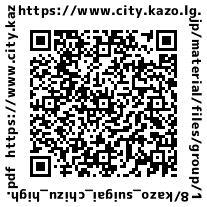 https://www.city.kazo.lg.
jp/material/files/group/1
8/kazo_suigai_chizu_high.
pdf https://www.city.kaz